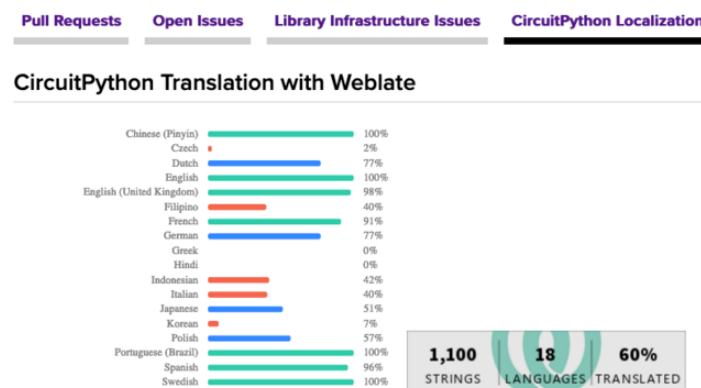 Pull Requests Open Issues Library Infrastructure Issues CircuitPython Localization
CircuitPython Translation with Weblate
Chinese (Pinyin) 100%
Czech 2%
Dutch 77%
English 100%
English (United Kingdom) 98%
Filipino 40%
French 91%
German 77%
Greek 0%
Hindi 0%
Indonesian 42%
Italian 40%
Japanese 51%
Korean 7%
Polish 57%
Portuguese (Brazil) 100%
Spanish 96%
Swedish 100%
1,100 18 60%
STRINGS LANGUAGES TRANSLATED